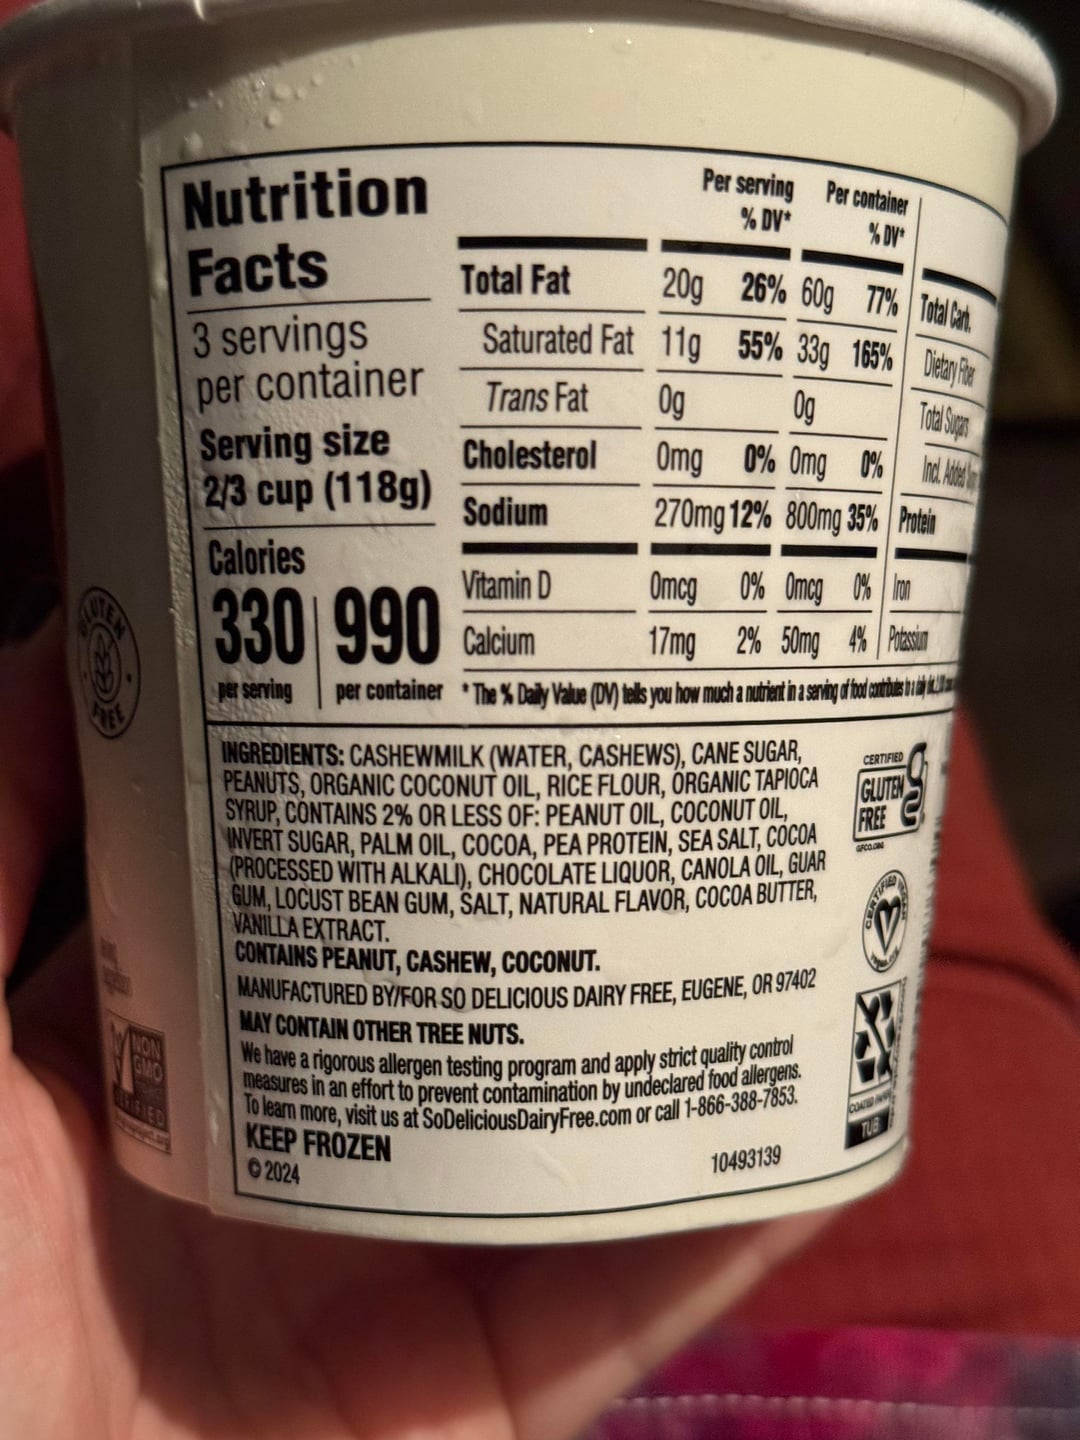 Nutrition
Facts
3 servings
per container
Serving size
2/3 cup (118g)
Calories
330 990
per serving per container
Per serving Per container
% DV* % DV*
Total Fat 20g 26% 60g 77%
Saturated Fat 11g 55% 33g 165%
Trans Fat 0g 0g
Cholesterol 0mg 0% 0mg 0%
Sodium 270mg 12% 800mg 35%
Vitamin D 0mcg 0% 0mcg 0%
Calcium 17mg 2% 50mg 4%
Total Carb.
Dietary Fiber
Total Sugars
Incl. Added
Protein
Iron
Potassium
* The % Daily Value (DV) tells you how much a nutrient in a serving of food contributes to a
INGREDIENTS: CASHEWMILK (WATER, CASHEWS), CANE SUGAR,
PEANUTS, ORGANIC COCONUT OIL, RICE FLOUR, ORGANIC TAPIOCA
SYRUP, CONTAINS 2% OR LESS OF: PEANUT OIL, COCONUT OIL,
INVERT SUGAR, PALM OIL, COCOA, PEA PROTEIN, SEA SALT, COCOA
(PROCESSED WITH ALKALI), CHOCOLATE LIQUOR, CANOLA OIL, GUAR
GUM, LOCUST BEAN GUM, SALT, NATURAL FLAVOR, COCOA BUTTER,
VANILLA EXTRACT.
CONTAINS PEANUT, CASHEW, COCONUT.
MANUFACTURED BY/FOR SO DELICIOUS DAIRY FREE, EUGENE, OR 97402
MAY CONTAIN OTHER TREE NUTS.
We have a rigorous allergen testing program and apply strict quality control
measures in an effort to prevent contamination by undeclared food allergens.
To learn more, visit us at SoDeliciousDairyFree.com or call 1-866-388-7853.
KEEP FROZEN
© 2024
10493139
CERTIFIED
GLUTEN
FREE
GFCO.ORG
CERTIFIED VEGAN
COATED PAPER
TUB
GLUTEN
FREE
NON
GMO
VERIFIED